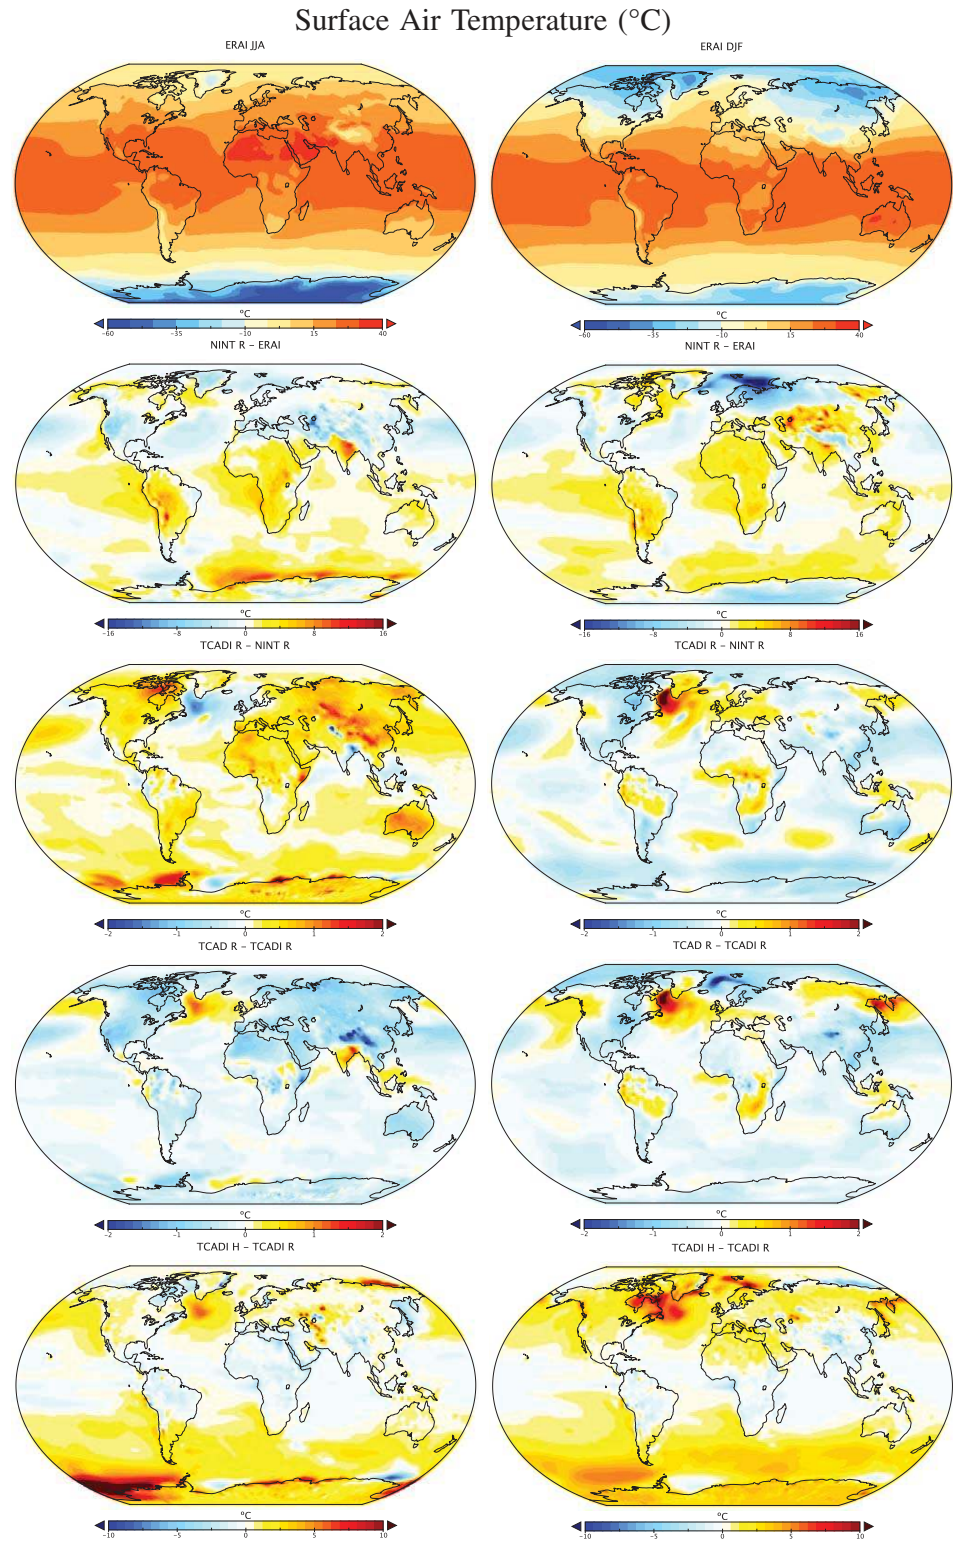 Surface Air Temperature (°C)
ERAI JJA
ERAI DJF
°C
-60 -35 -10 15 40
°C
-60 -35 -10 15 40
NINT R - ERAI
NINT R - ERAI
°C
-16 -8 0 8 16
°C
-16 -8 0 8 16
TCADI R - NINT R
TCADI R - NINT R
°C
-2 -1 0 1 2
°C
-2 -1 0 1 2
TCAD R - TCADI R
TCAD R - TCADI R
°C
-2 -1 0 1 2
°C
-2 -1 0 1 2
TCADI H - TCADI R
TCADI H - TCADI R
°C
-10 -5 0 5 10
°C
-10 -5 0 5 10